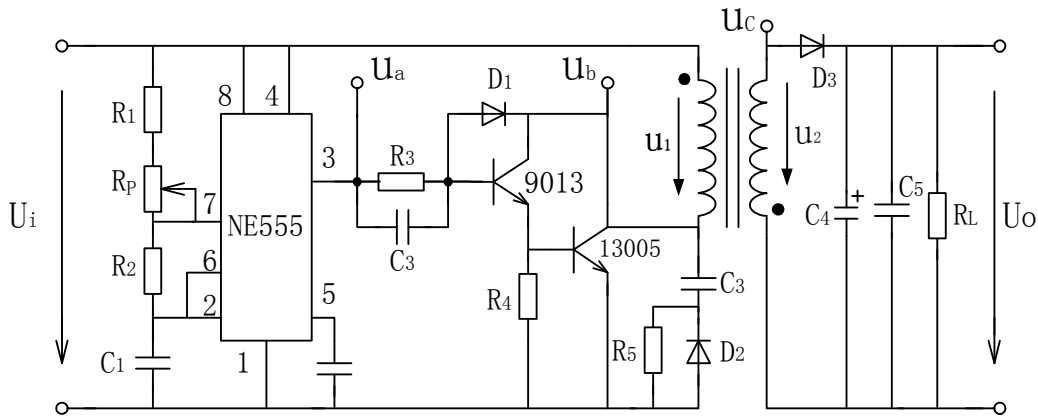 uC
ua
D1
ub
D3
8
4
R1
R3
3
u1
u2
RP
9013
Ui
7
NE555
C4
+
C5
RL
UO
C3
13005
R2
6
R4
C3
2
5
R5
D2
C1
1